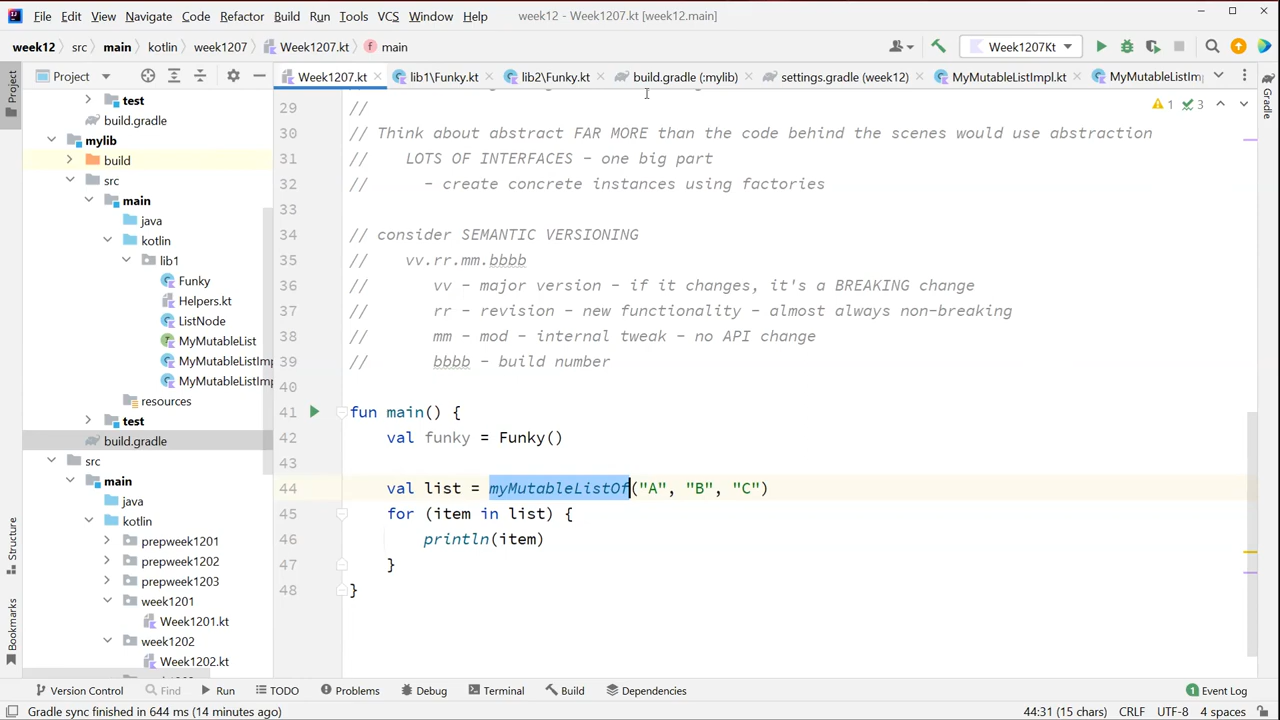 File Edit View Navigate Code Refactor Build Run Tools VCS Window Help week12 - Week1207.kt [week12.main]
week12 src main kotlin week1207 Week1207.kt main Week1207Kt
Project Week1207.kt lib1\Funky.kt lib2\Funky.kt build.gradle (:mylib) settings.gradle (week12) MyMutableListImpl.kt MyMutableListIm
1 3
Project
Gradle
test
build.gradle
mylib
build
src
main
java
kotlin
lib1
Funky
Helpers.kt
ListNode
MyMutableList
MyMutableListImp
MyMutableListImp
resources
test
build.gradle
src
main
java
kotlin
prepweek1201
prepweek1202
prepweek1203
week1201
Week1201.kt
week1202
Week1202.kt
Structure
Bookmarks
29 //
30 // Think about abstract FAR MORE than the code behind the scenes would use abstraction
31 // LOTS OF INTERFACES - one big part
32 // - create concrete instances using factories
33
34 // consider SEMANTIC VERSIONING
35 // vv.rr.mm.bbbb
36 // vv - major version - if it changes, it's a BREAKING change
37 // rr - revision - new functionality - almost always non-breaking
38 // mm - mod - internal tweak - no API change
39 // bbbb - build number
40
41 fun main() {
42 val funky = Funky()
43
44 val list = myMutableListOf("A", "B", "C")
45 for (item in list) {
46 println(item)
47 }
48 }
Version Control Find Run TODO Problems Debug Terminal Build Dependencies 1 Event Log
Gradle sync finished in 644 ms (14 minutes ago) 44:31 (15 chars) CRLF UTF-8 4 spaces